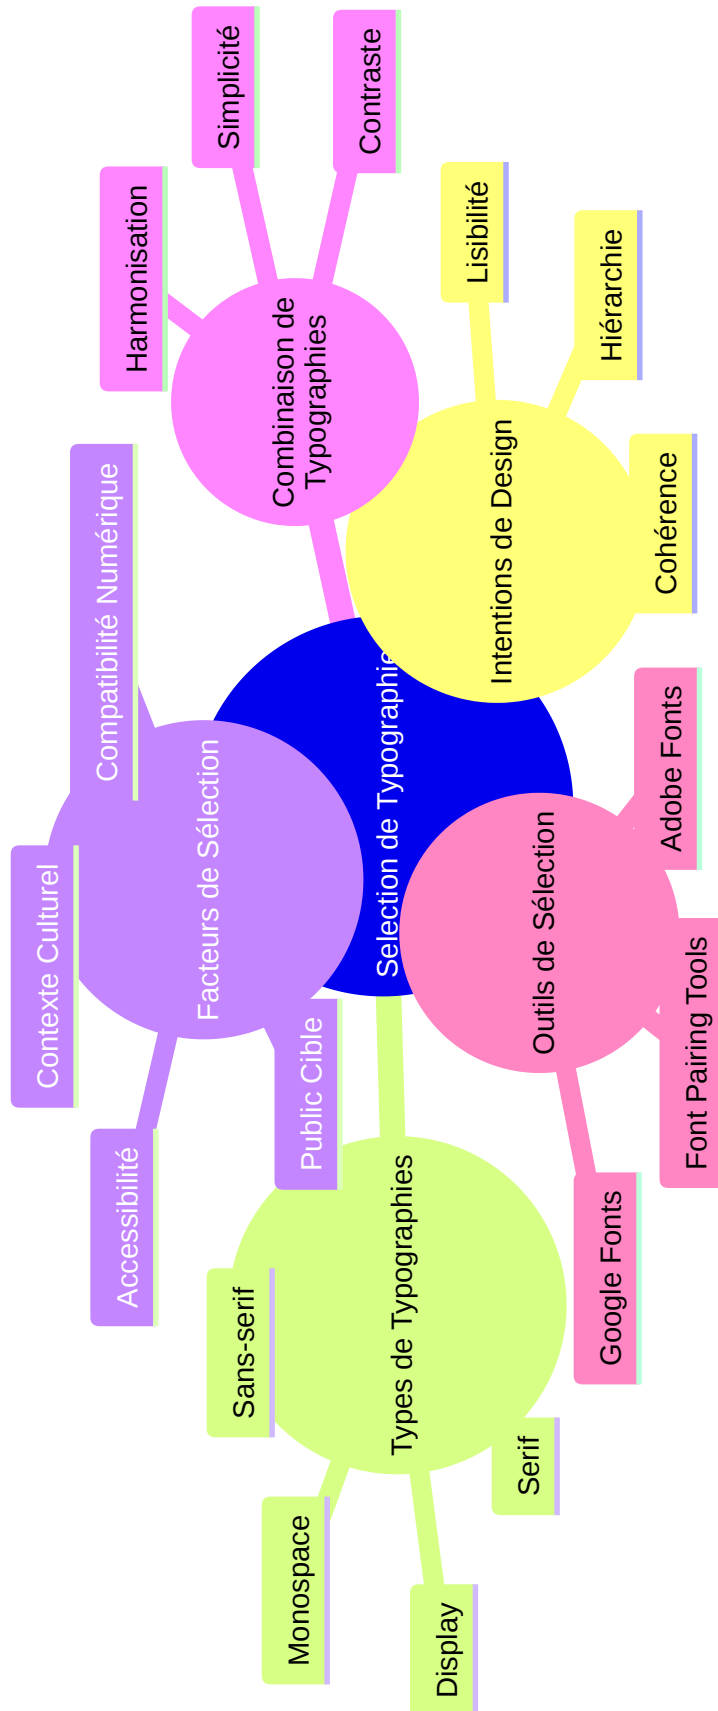 Selection de Typographie
Types de Typographies
Serif
Sans-serif
Display
Monospace
Intentions de Design
Lisibilité
Hiérarchie
Cohérence
Facteurs de Sélection
Public Cible
Contexte Culturel
Accessibilité
Compatibilité Numérique
Combinaison de
Typographies
Contraste
Harmonisation
Simplicité
Outils de Sélection
Google Fonts
Adobe Fonts
Font Pairing Tools